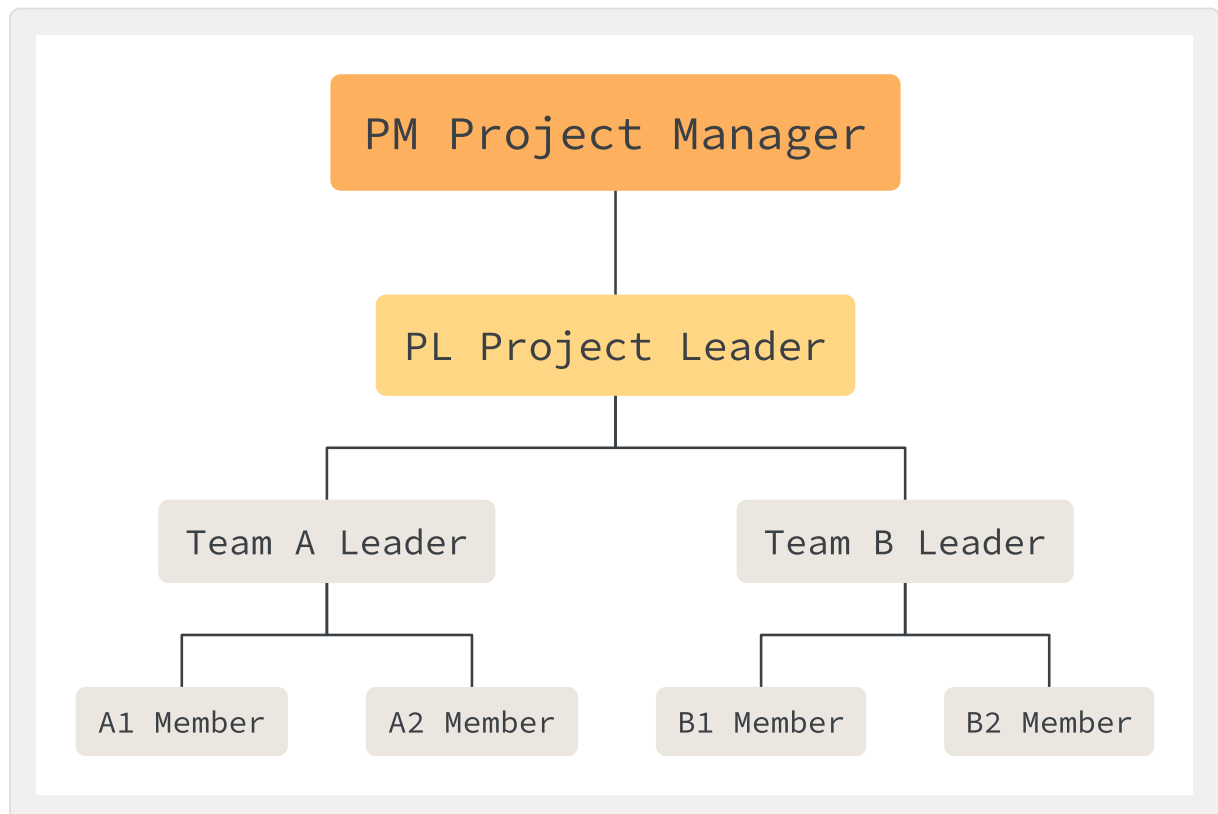 PM Project Manager
PL Project Leader
Team A Leader
Team B Leader
A1 Member
A2 Member
B1 Member
B2 Member